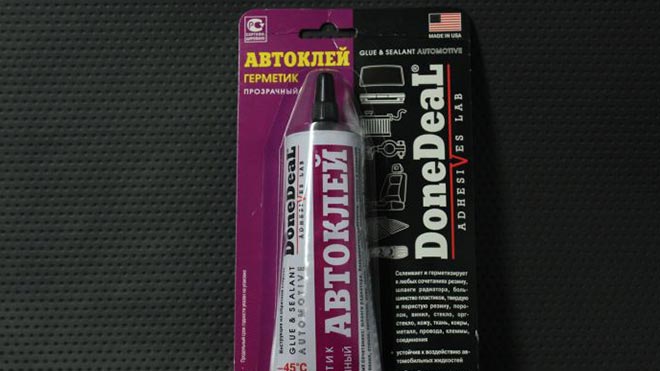 АВТОКЛЕЙ
ГЕРМЕТИК
ПРОЗРАЧНЫЙ
GLUE & SEALANT AUTOMOTIVE
MADE IN USA
DoneDeaL®
ADHESIVES LAB
DoneDeaL
ADHESIVES LAB
GLUE & SEALANT
AUTOMOTIVE
АВТОКЛЕЙ
–45°C
Склеивает и герметизирует
в любых сочетаниях резину,
шланги радиатора, боль-
шинство пластиков, твердую
и пористую резину, поро-
лон, винил, стекло, орг-
стекло, кожу, ткань, ковры,
металл, провода, клеммы,
соединения
• устойчив к воздействию ав-
томобильных жидкостей